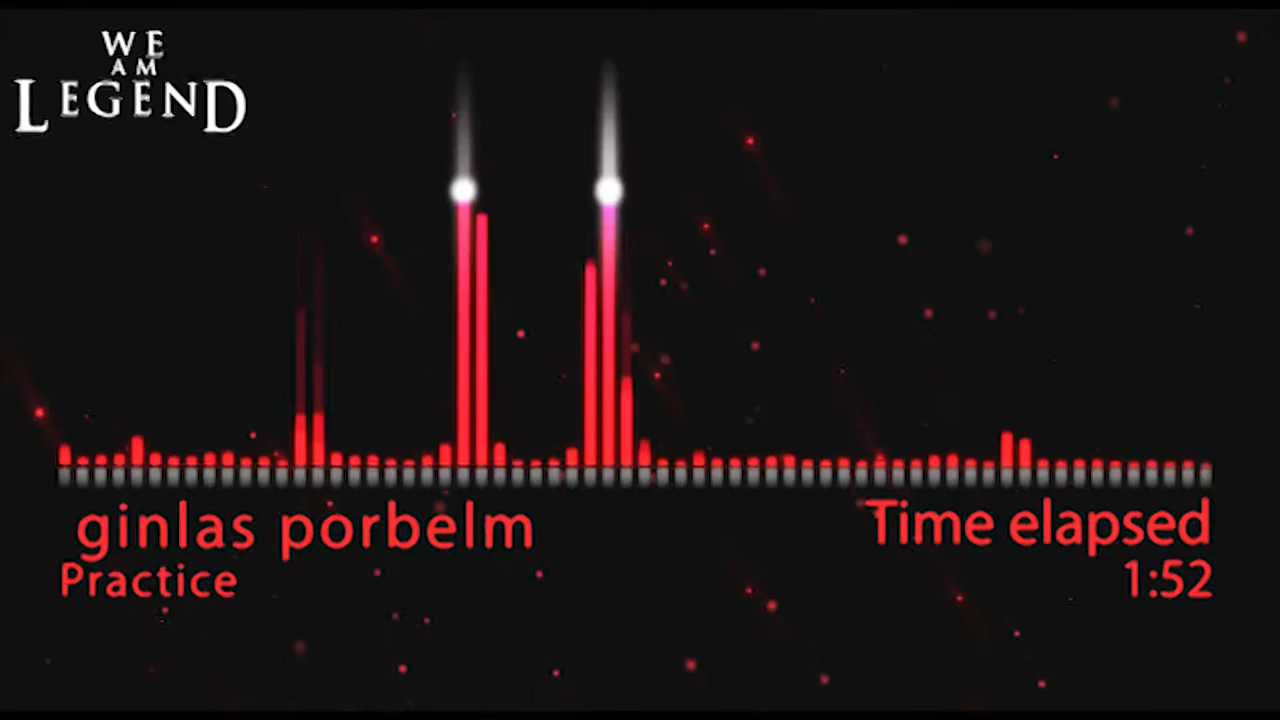 WE
AM
LEGEND
ginlas porbelm
Practice
Time elapsed
1:52